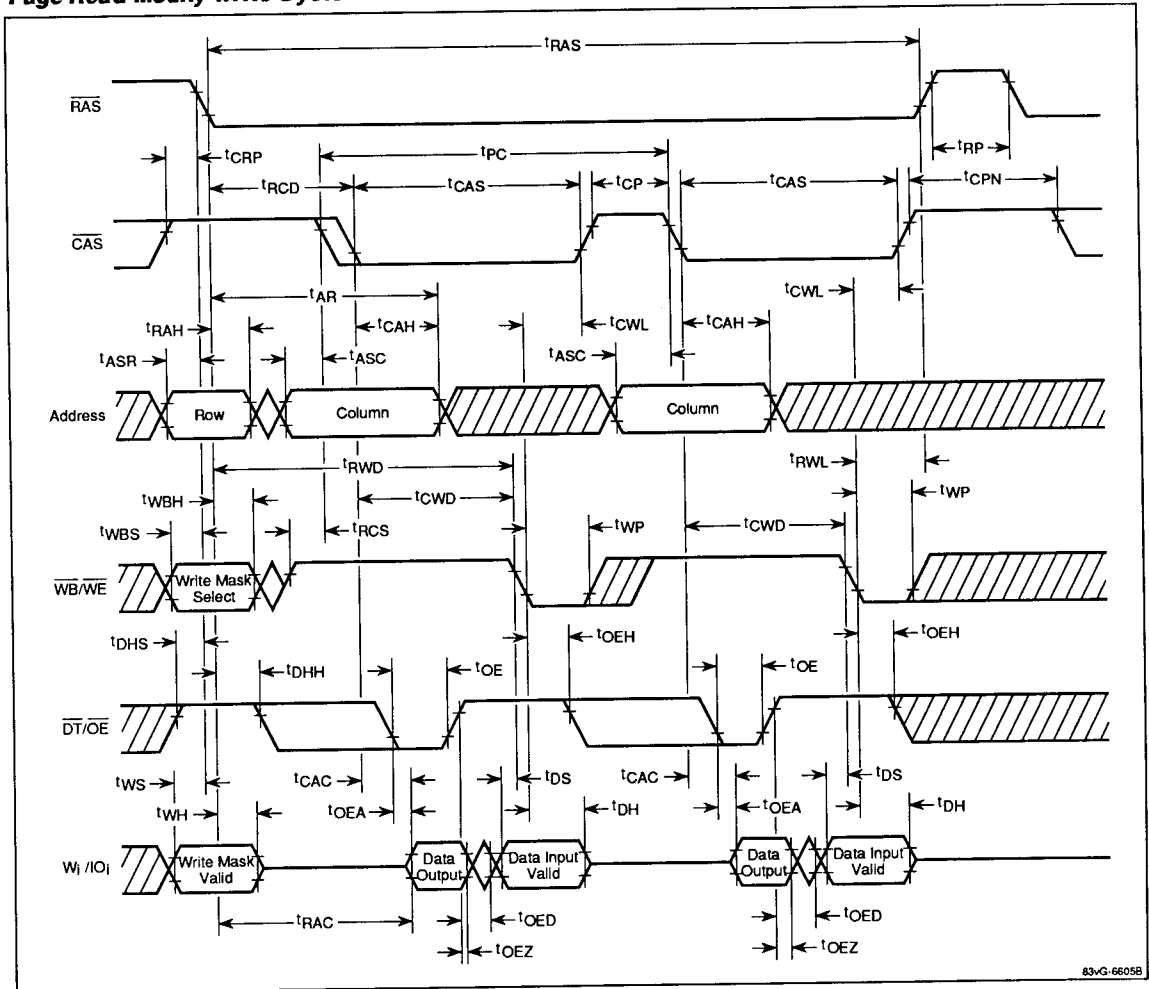 Page Read-Modify-Write Cycle
tRAS
RAS
tCRP
tPC
tRP
tRCD
tCAS
tCP
tCAS
tCPN
CAS
tAR
tCWL
tRAH
tCAH
tCWL
tCAH
tASR
tASC
tASC
Address
Row
Column
Column
tRWD
tRWL
tWBH
tCWD
tWP
tWBS
tRCS
tWP
tCWD
WB/WE
Write Mask
Select
tDHS
tOEH
tOEH
tDHH
tOE
tOE
DT/OE
tWS
tCAC
tDS
tCAC
tDS
tWH
tOEA
tDH
tOEA
tDH
Wi /IOi
Write Mask
Valid
Data
Output
Data Input
Valid
Data
Output
Data Input
Valid
tRAC
tOED
tOED
tOEZ
tOEZ
83vG-6605B